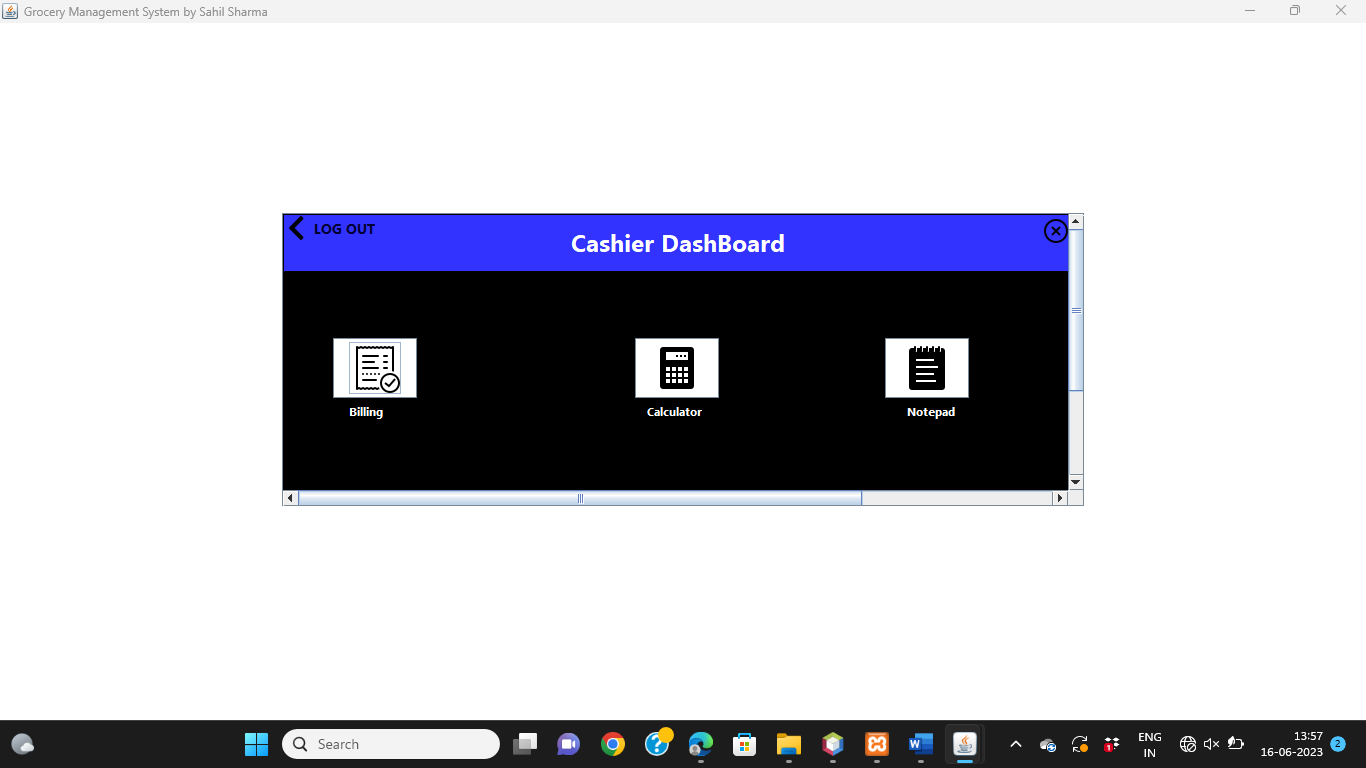 Grocery Management System by Sahil Sharma
LOG OUT
Cashier DashBoard
Billing
Calculator
Notepad
Search
1
ENG
IN
13:57
16-06-2023
2